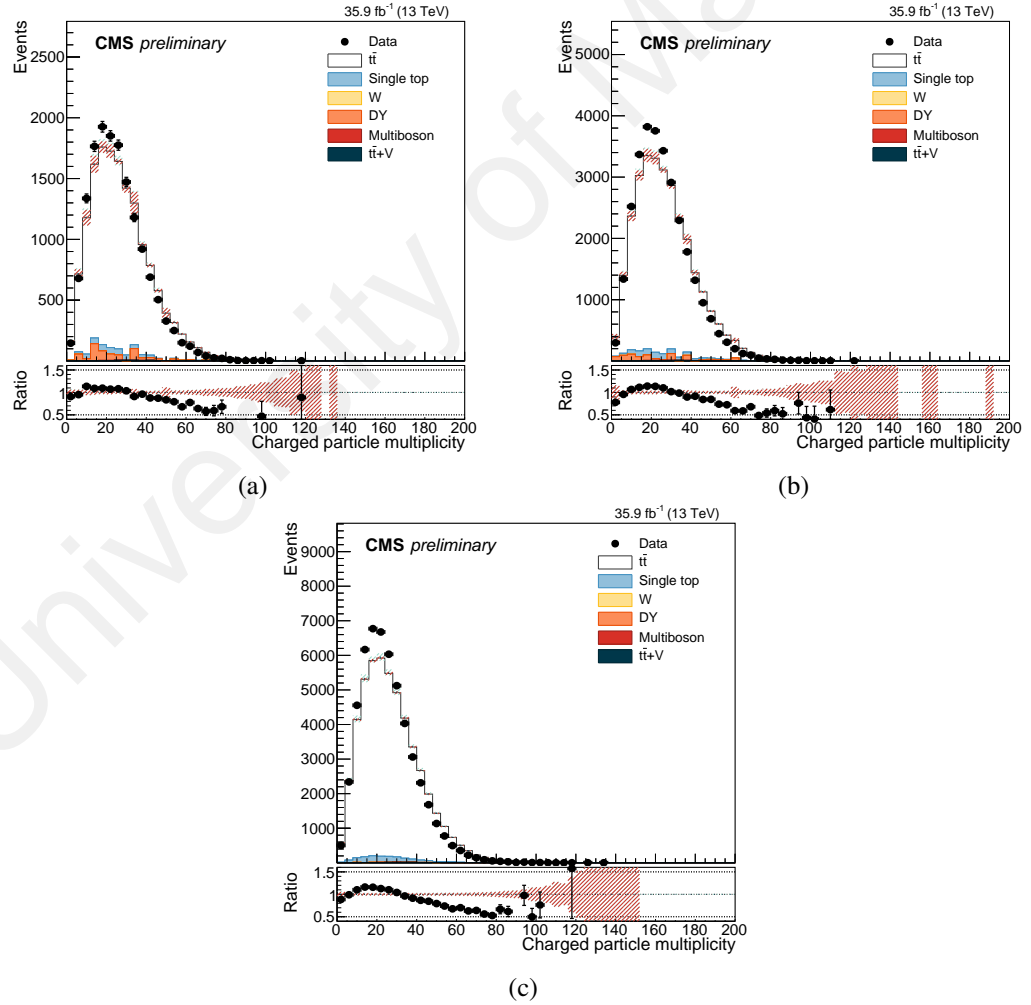 35.9 fb⁻¹ (13 TeV)
Events
CMS preliminary
Data
tt̄
Single top
W
DY
Multiboson
tt̄+V
2500
2000
1500
1000
500
Ratio
1.5
1
0.5
0 20 40 60 80 100 120 140 160 180 200
Charged particle multiplicity
(a)
35.9 fb⁻¹ (13 TeV)
Events
CMS preliminary
Data
tt̄
Single top
W
DY
Multiboson
tt̄+V
5000
4000
3000
2000
1000
Ratio
1.5
1
0.5
0 20 40 60 80 100 120 140 160 180 200
Charged particle multiplicity
(b)
35.9 fb⁻¹ (13 TeV)
Events
CMS preliminary
Data
tt̄
Single top
W
DY
Multiboson
tt̄+V
9000
8000
7000
6000
5000
4000
3000
2000
1000
Ratio
1.5
1
0.5
0 20 40 60 80 100 120 140 160 180 200
Charged particle multiplicity
(c)
University of Ma